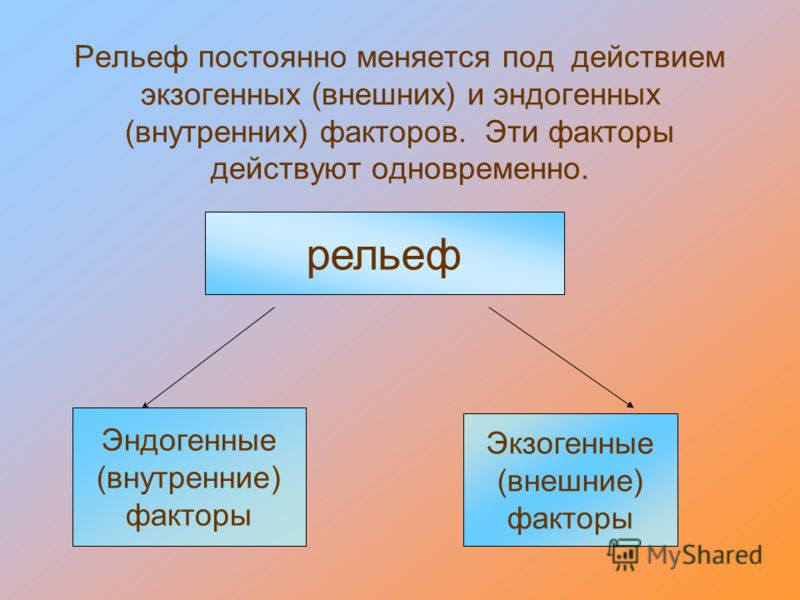 Рельеф постоянно меняется под действием
экзогенных (внешних) и эндогенных
(внутренних) факторов. Эти факторы
действуют одновременно.
рельеф
Эндогенные
(внутренние)
факторы
Экзогенные
(внешние)
факторы
MyShared